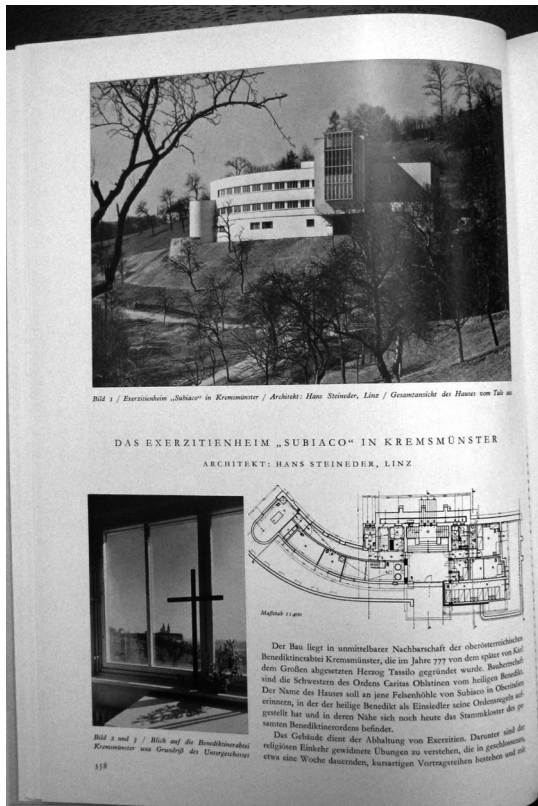 Bild 1 / Exerzitienheim „Subiaco“ in Kremsmünster / Architekt: Hans Steineder, Linz / Gesamtansicht des Hauses vom Tale aus
DAS EXERZITIENHEIM „SUBIACO“ IN KREMSMÜNSTER
ARCHITEKT: HANS STEINEDER, LINZ
Maßstab 1:400
Der Bau liegt in unmittelbarer Nachbarschaft der oberösterreichischen
Benediktinerabtei Kremsmünster, die im Jahre 777 von dem später von Karl
dem Großen abgesetzten Herzog Tassilo gegründet wurde. Bauherrschaft
sind die Schwestern des Ordens Caritas Oblatinen vom heiligen Benedikt.
Der Name des Hauses soll an jene Felsenhöhle von Subiaco in Oberitalien
erinnern, in der der heilige Benedikt als Einsiedler seine Ordensregeln auf-
gestellt hat und in deren Nähe sich noch heute das Stammkloster des ge-
samten Benediktinerordens befindet.
Das Gebäude dient der Abhaltung von Exerzitien. Darunter sind der
religiösen Einkehr gewidmete Übungen zu verstehen, die in geschlossenen,
etwa eine Woche dauernden, kursartigen Vortragsreihen bestehen und mit
Bild 2 und 3 / Blick auf die Benediktinerabtei
Kremsmünster und Grundriß des Untergeschosses
338